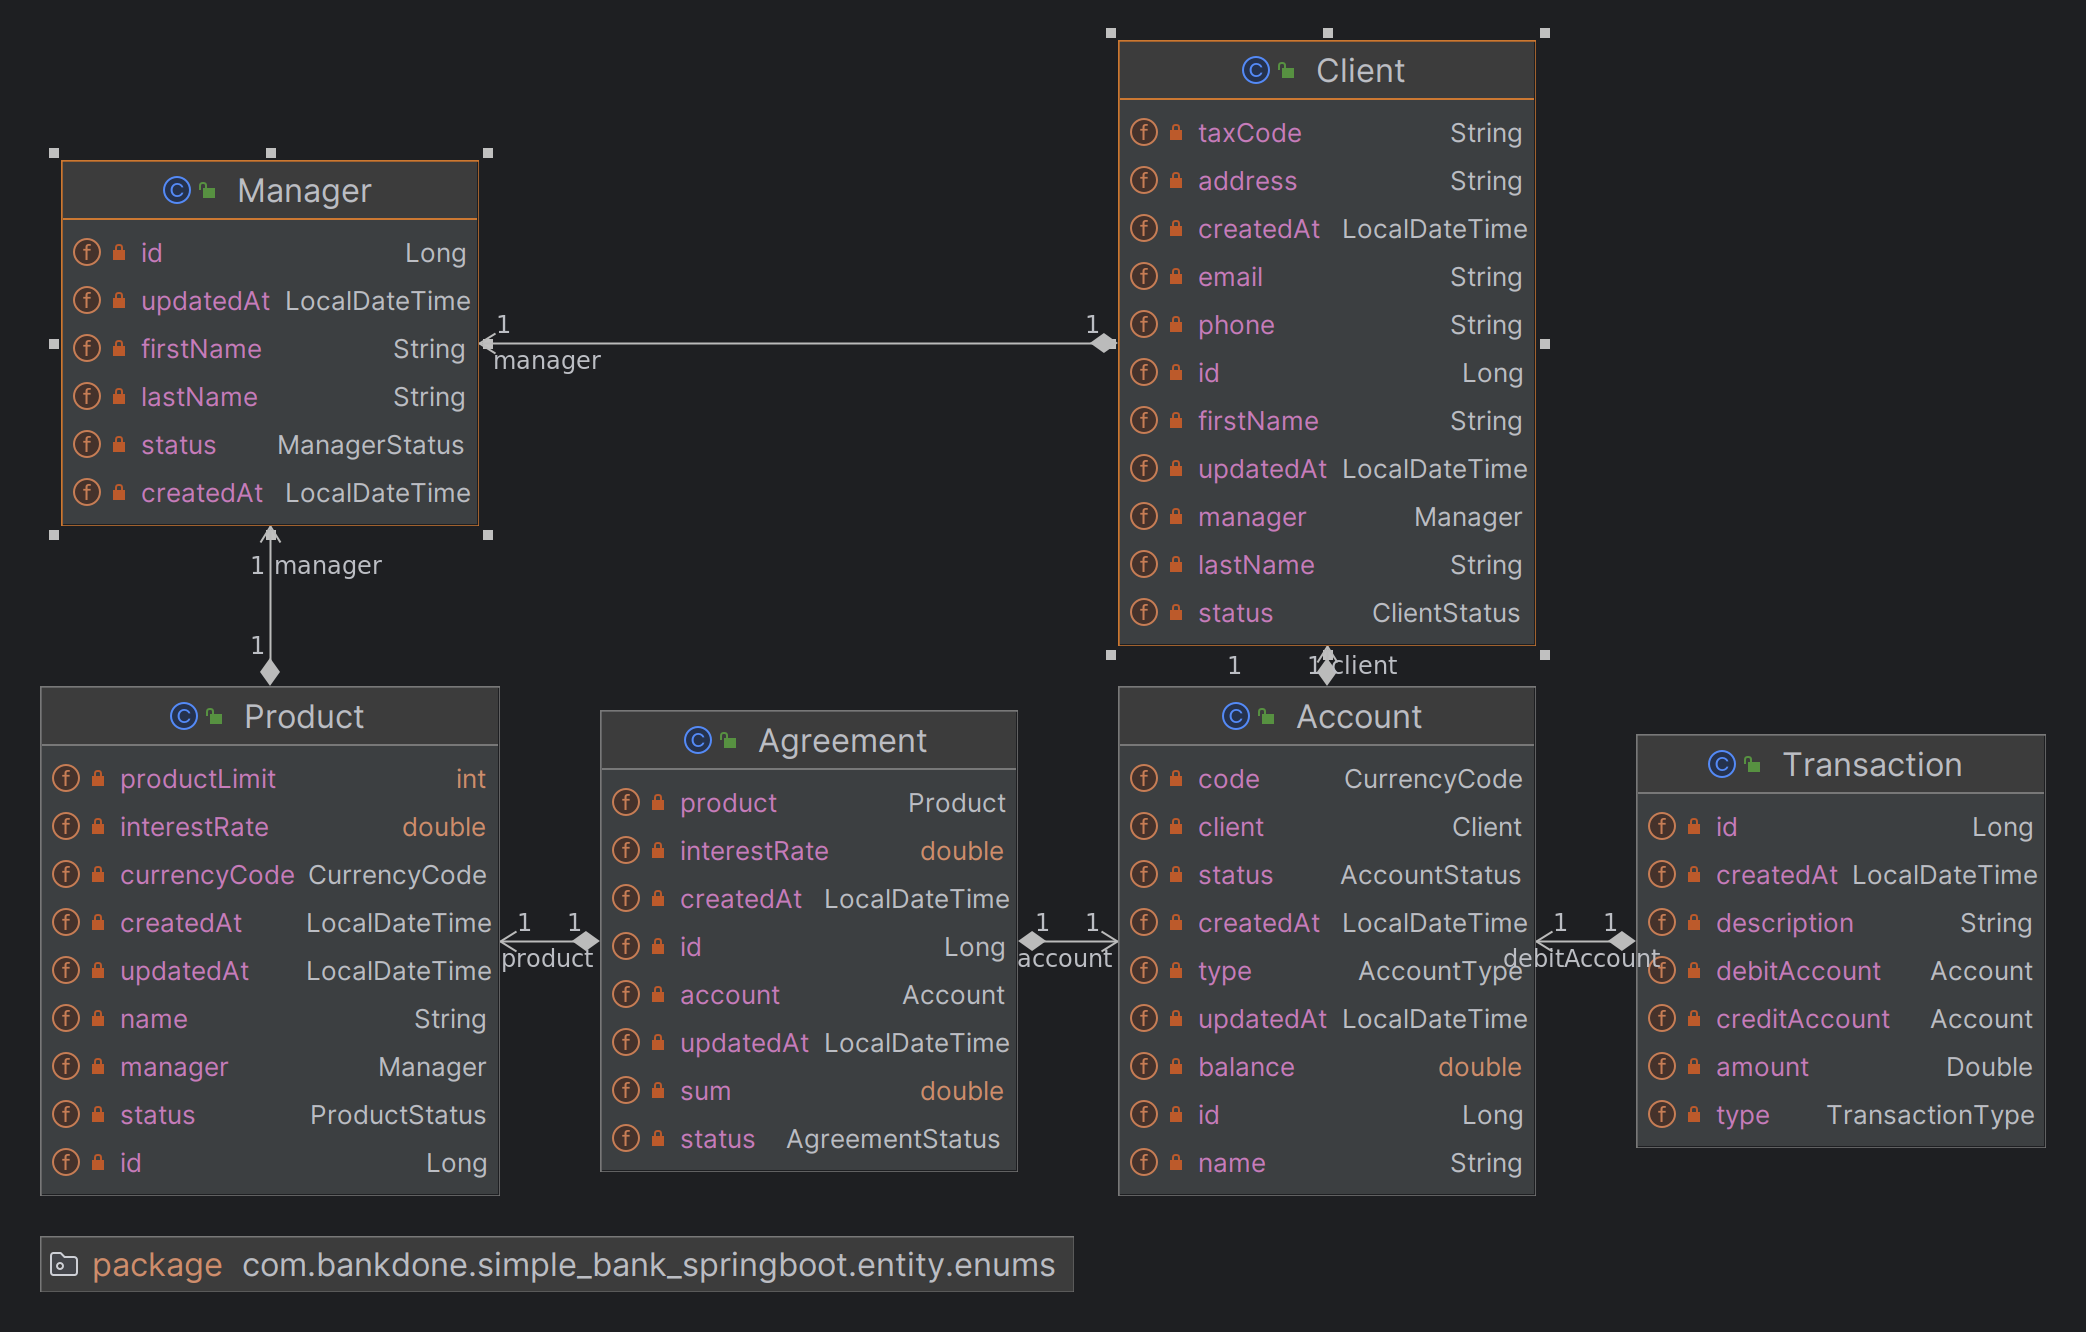 Client
taxCode String
address String
createdAt LocalDateTime
email String
phone String
id Long
firstName String
updatedAt LocalDateTime
manager Manager
lastName String
status ClientStatus
Manager
id Long
updatedAt LocalDateTime
firstName String
lastName String
status ManagerStatus
createdAt LocalDateTime
1 1
manager
1 manager
1
1 1 client
Product
productLimit int
interestRate double
currencyCode CurrencyCode
createdAt LocalDateTime
updatedAt LocalDateTime
name String
manager Manager
status ProductStatus
id Long
1 1
product
Agreement
product Product
interestRate double
createdAt LocalDateTime
id Long
account Account
updatedAt LocalDateTime
sum double
status AgreementStatus
1 1
account
Account
code CurrencyCode
client Client
status AccountStatus
createdAt LocalDateTime
type AccountType
updatedAt LocalDateTime
balance double
id Long
name String
1 1
debitAccount
Transaction
id Long
createdAt LocalDateTime
description String
debitAccount Account
creditAccount Account
amount Double
type TransactionType
package com.bankdone.simple_bank_springboot.entity.enums